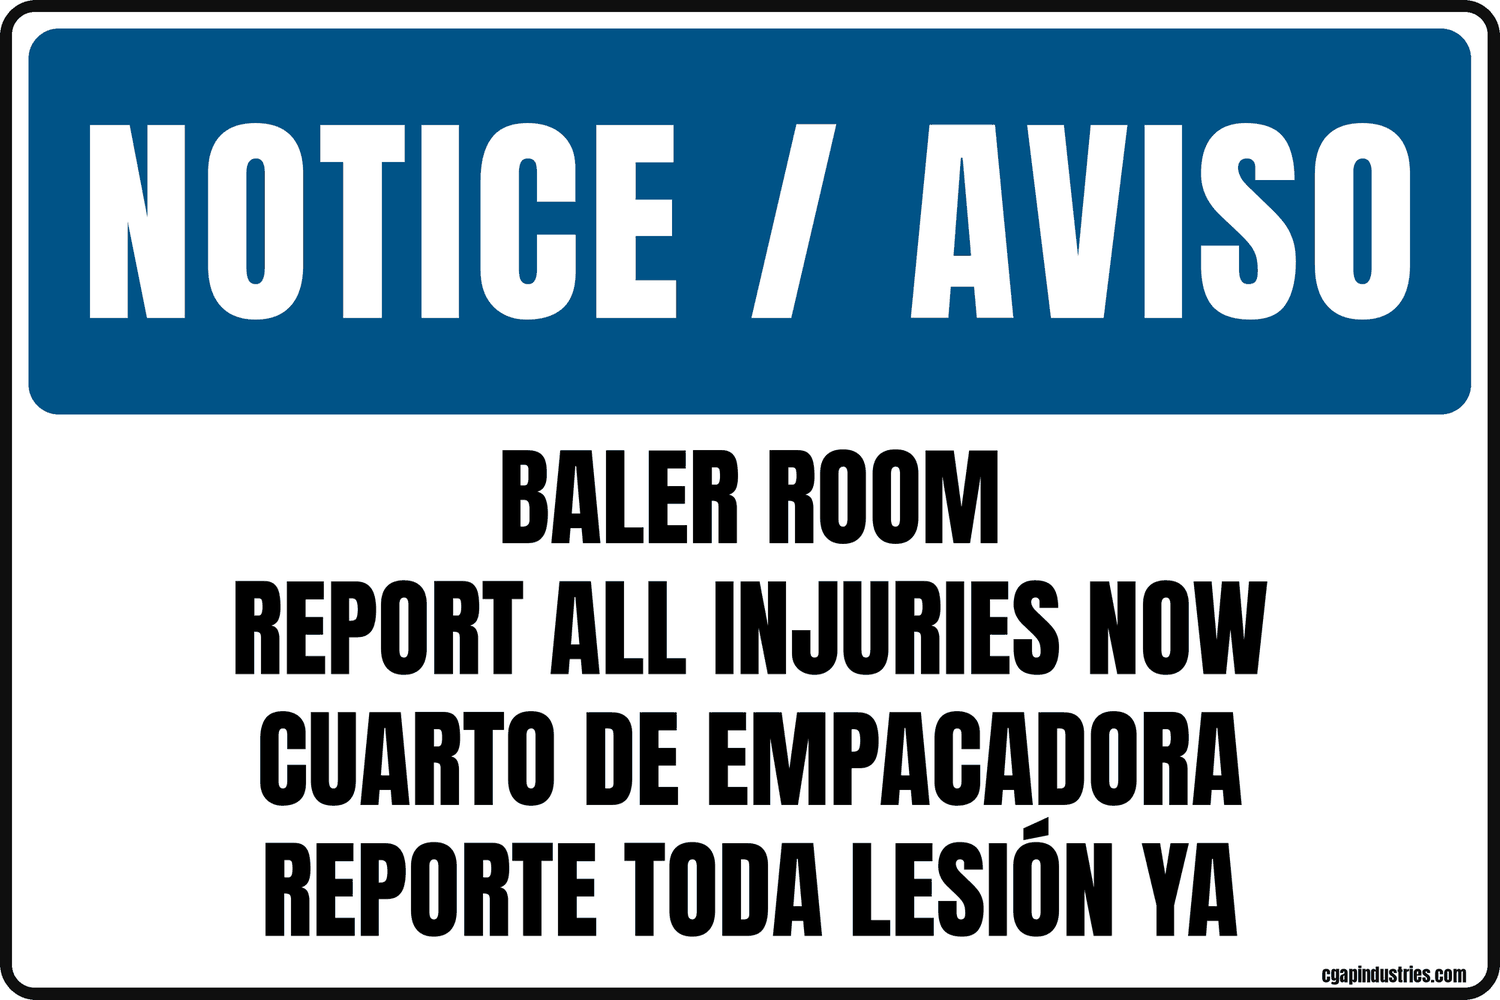 NOTICE / AVISO
BALER ROOM
REPORT ALL INJURIES NOW
CUARTO DE EMPACADORA
REPORTE TODA LESIÓN YA
cgapindustries.com